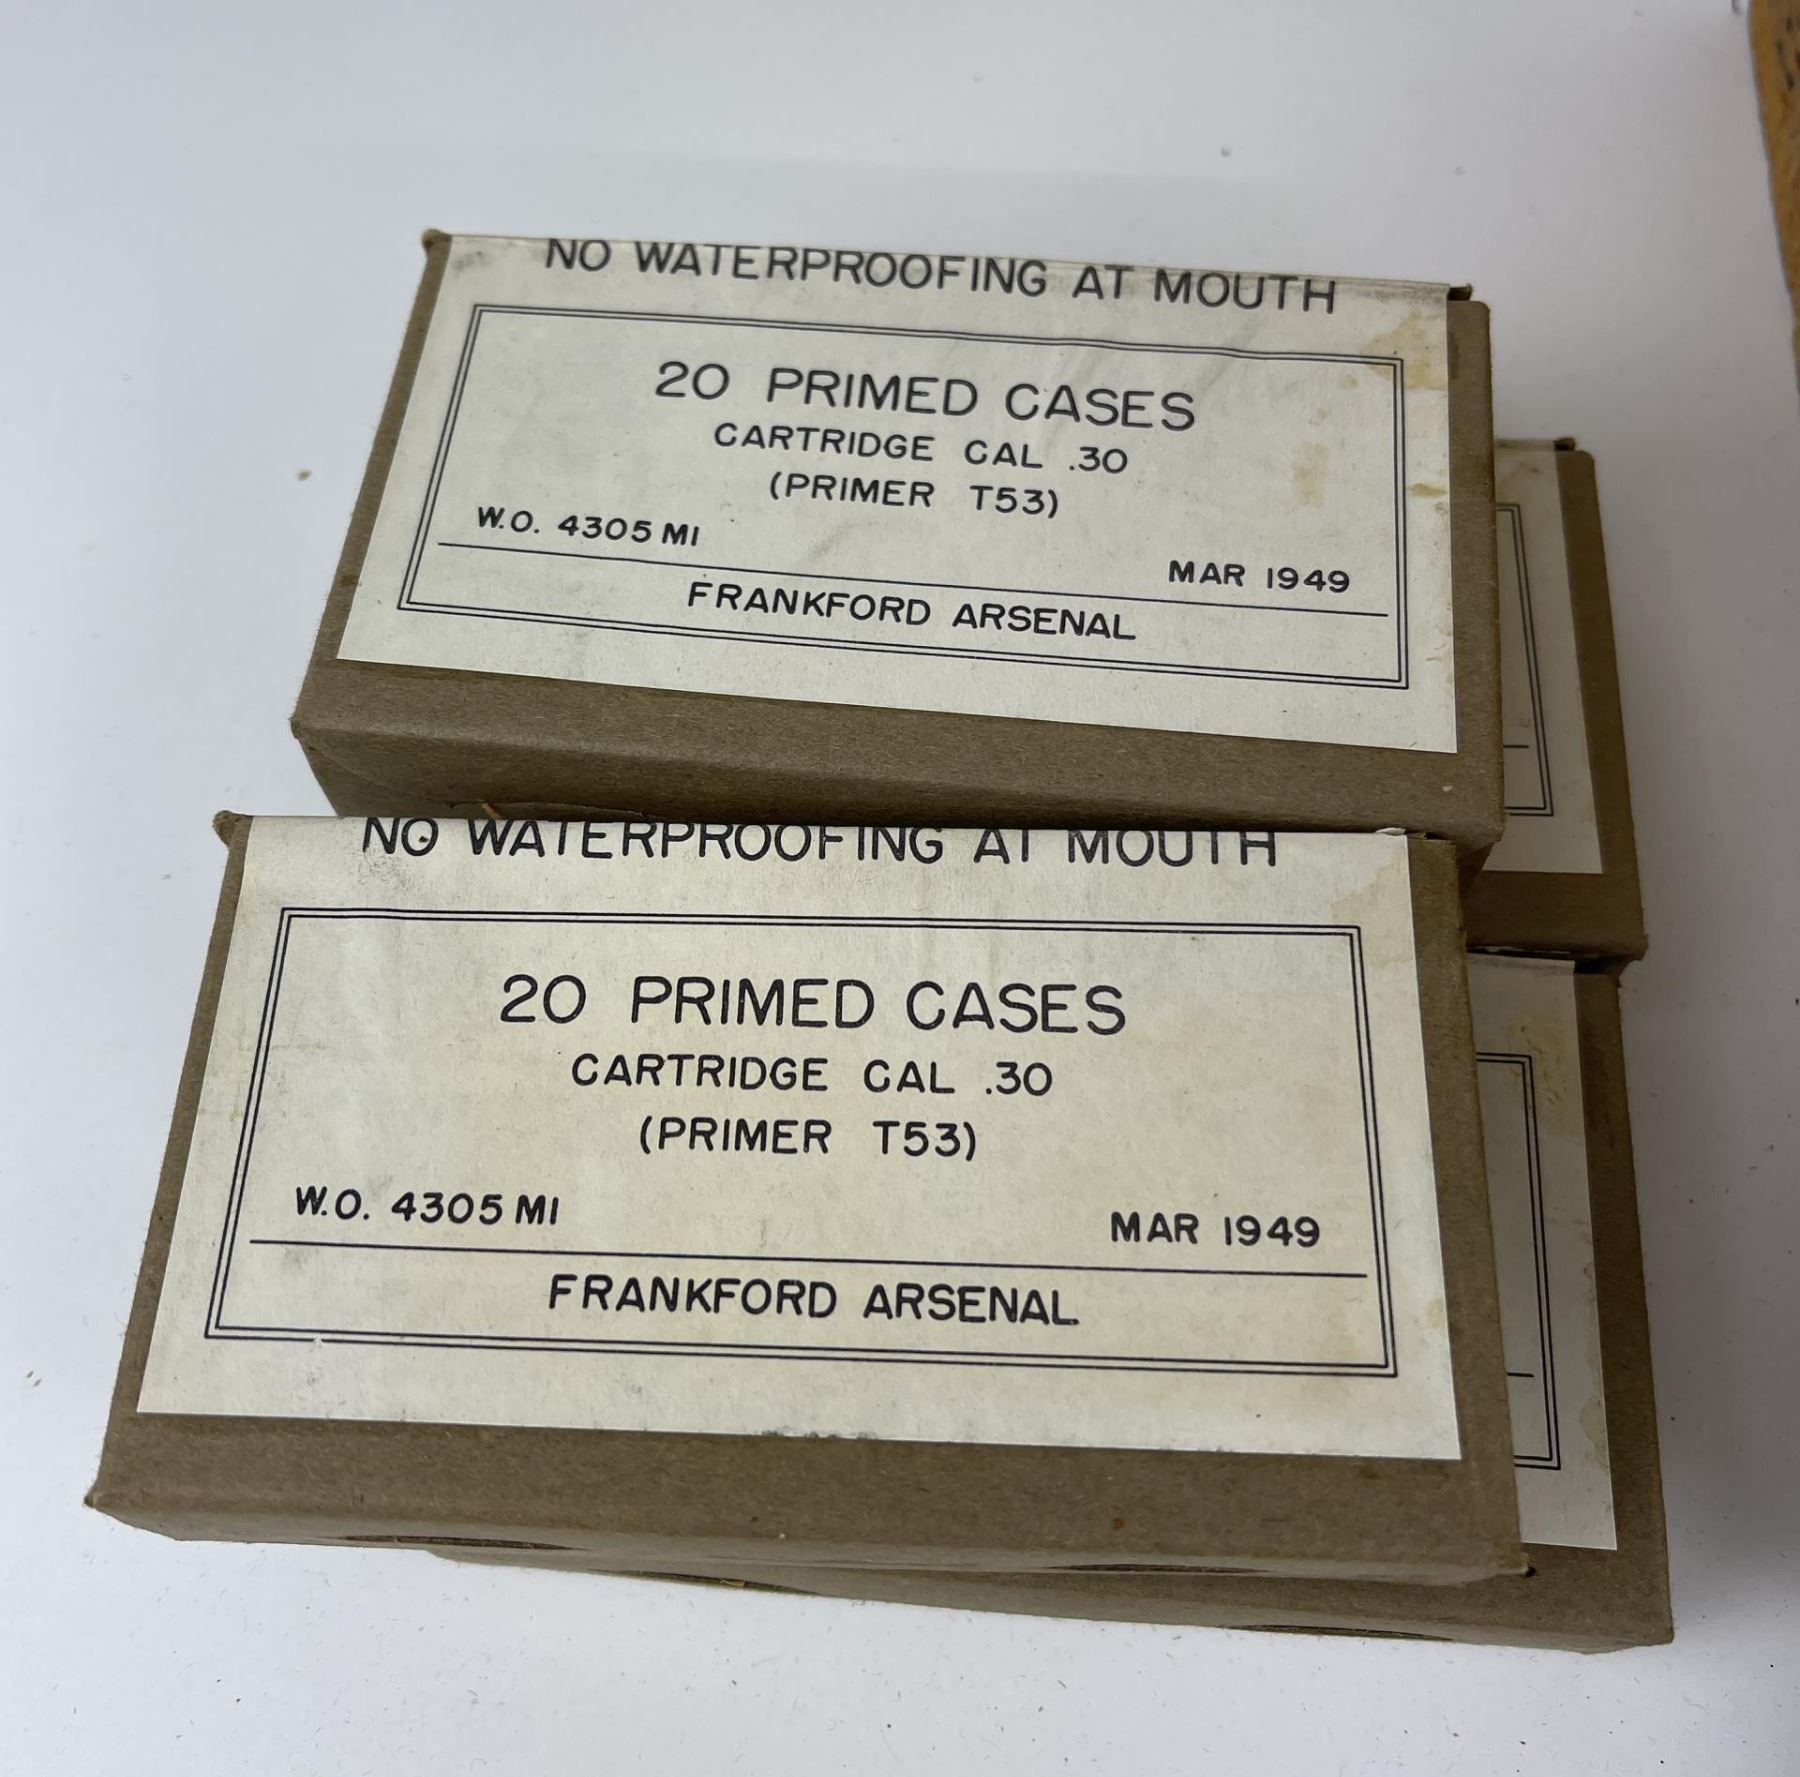 NO WATERPROOFING AT MOUTH
20 PRIMED CASES
CARTRIDGE CAL .30
(PRIMER T53)
W.O. 4305 MI
MAR 1949
FRANKFORD ARSENAL
NO WATERPROOFING AT MOUTH
20 PRIMED CASES
CARTRIDGE CAL .30
(PRIMER T53)
W.O. 4305 MI
MAR 1949
FRANKFORD ARSENAL